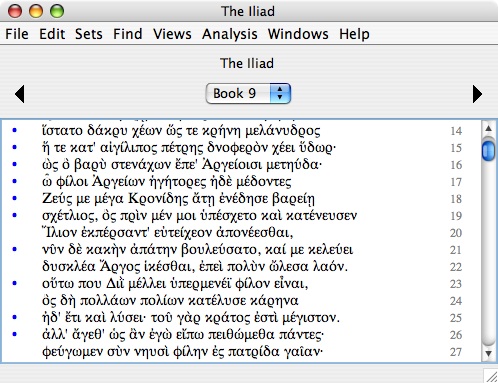 The Iliad
File Edit Sets Find Views Analysis Windows Help
The Iliad
Book 9
ἵστατο δάκρυ χέων ὥς τε κρήνη μελάνυδρος 14
ἥ τε κατ' αἰγίλιπος πέτρης δνοφερὸν χέει ὕδωρ· 15
ὣς ὃ βαρὺ στενάχων ἔπε' Ἀργείοισι μετηύδα· 16
ὦ φίλοι Ἀργείων ἡγήτορες ἠδὲ μέδοντες 17
Ζεύς με μέγα Κρονίδης ἄτῃ ἐνέδησε βαρείῃ 18
σχέτλιος, ὃς πρὶν μέν μοι ὑπέσχετο καὶ κατένευσεν 19
Ἴλιον ἐκπέρσαντ' εὐτείχεον ἀπονέεσθαι, 20
νῦν δὲ κακὴν ἀπάτην βουλεύσατο, καί με κελεύει 21
δυσκλέα Ἄργος ἱκέσθαι, ἐπεὶ πολὺν ὤλεσα λαόν. 22
οὕτω που Διὶ μέλλει ὑπερμενέϊ φίλον εἶναι, 23
ὃς δὴ πολλάων πολίων κατέλυσε κάρηνα 24
ἠδ' ἔτι καὶ λύσει· τοῦ γὰρ κράτος ἐστὶ μέγιστον. 25
ἀλλ' ἄγεθ' ὡς ἂν ἐγὼ εἴπω πειθώμεθα πάντες· 26
φεύγωμεν σὺν νηυσὶ φίλην ἐς πατρίδα γαῖαν· 27